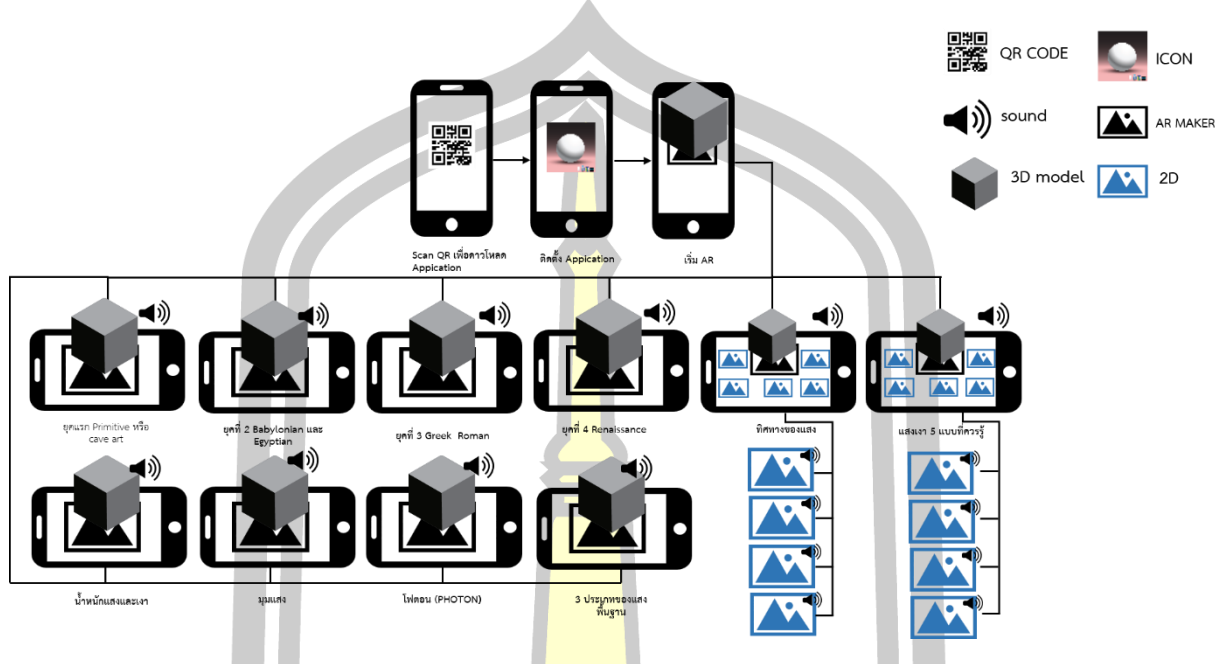 QR CODE
ICON
sound
AR MAKER
3D model
2D
Scan QR เพื่อดาวโหลด
Appication
ติดตั้ง Appication
เริ่ม AR
ยุคแรก Primitive หรือ
cave art
ยุคที่ 2 Babylonian และ
Egyptian
ยุคที่ 3 Greek Roman
ยุคที่ 4 Renaissance
ทิศทางของแสง
แสงเงา 5 แบบที่ควรรู้
น้ำหนักแสงและเงา
มุมแสง
โฟตอน (PHOTON)
3 ประเภทของแสง
พื้นฐาน